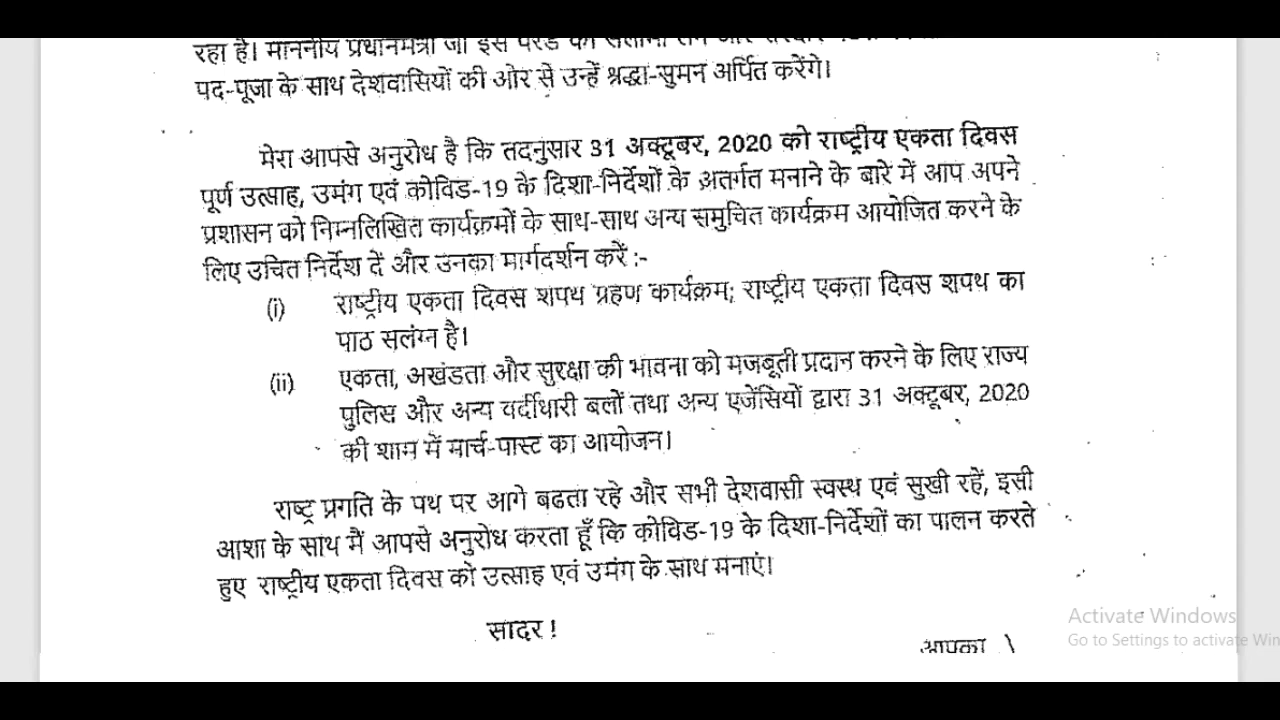 रहा है। माननीय प्रधानमंत्री जी इस परेड की सलामी लेंगे और सरदार
पद-पूजा के साथ देशवासियों की ओर से उन्हें श्रद्धा-सुमन अर्पित करेंगे।
मेरा आपसे अनुरोध है कि तदनुसार 31 अक्टूबर, 2020 को राष्ट्रीय एकता दिवस
पूर्ण उत्साह, उमंग एवं कोविड-19 के दिशा-निर्देशों के अतर्गत मनाने के बारे में आप अपने
प्रशासन को निम्नलिखित कार्यक्रमों के साथ-साथ अन्य समुचित कार्यक्रम आयोजित करने के
लिए उचित निर्देश दें और उनका मार्गदर्शन करें :-
(i) राष्ट्रीय एकता दिवस शपथ ग्रहण कार्यक्रम; राष्ट्रीय एकता दिवस शपथ का
पाठ सलंग्न है।
(ii) एकता, अखंडता और सुरक्षा की भावना को मजबूती प्रदान करने के लिए राज्य
पुलिस और अन्य वर्दीधारी बलों तथा अन्य एजेंसियों द्वारा 31 अक्टूबर, 2020
की शाम में मार्च-पास्ट का आयोजन।
राष्ट्र प्रगति के पथ पर आगे बढता रहे और सभी देशवासी स्वस्थ एवं सुखी रहें, इसी
आशा के साथ मैं आपसे अनुरोध करता हूँ कि कोविड-19 के दिशा-निर्देशों का पालन करते
हुए राष्ट्रीय एकता दिवस को उत्साह एवं उमंग के साथ मनाएं।
सादर !
आपका
Activate Windows
Go to Settings to activate Win